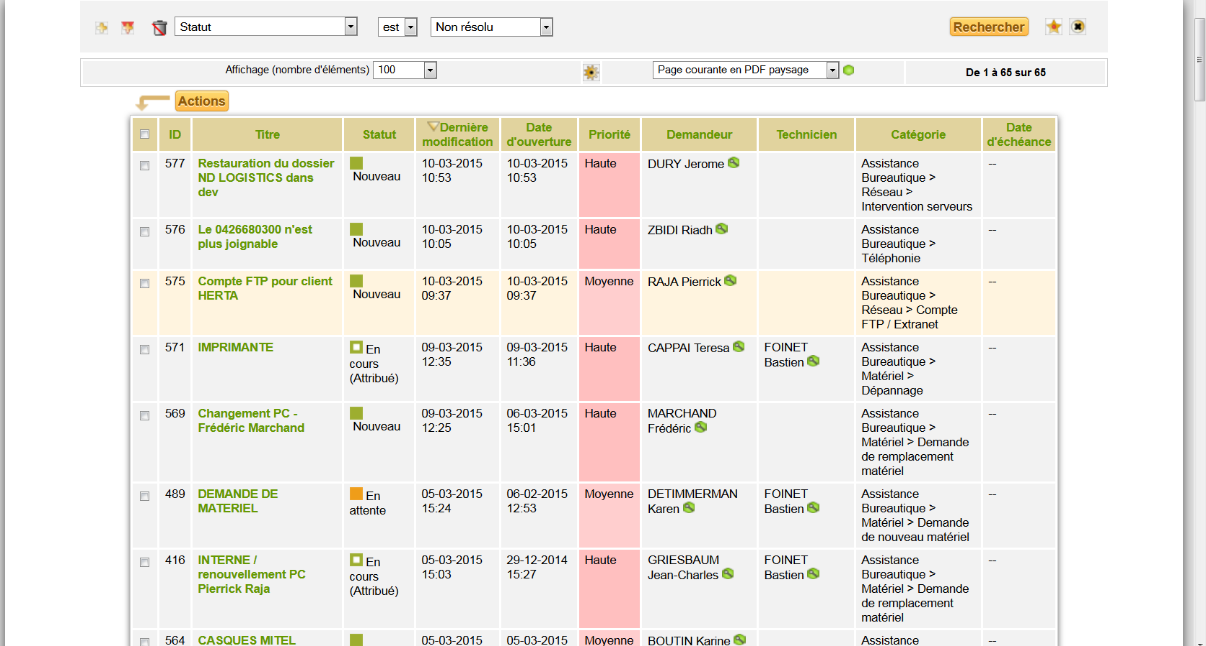 Statut est Non résolu Rechercher
Affichage (nombre d'éléments) 100 Page courante en PDF paysage De 1 à 65 sur 65
Actions
ID Titre Statut Dernière modification Date d'ouverture Priorité Demandeur Technicien Catégorie Date d'échéance
577 Restauration du dossier 10-03-2015 10-03-2015 Haute DURY Jerome Assistance --
ND LOGISTICS dans Nouveau 10:53 10:53 Bureautique >
dev Réseau >
Intervention serveurs
576 Le 0426680300 n'est 10-03-2015 10-03-2015 Haute ZBIDI Riadh Assistance --
plus joignable Nouveau 10:05 10:05 Bureautique >
Téléphonie
575 Compte FTP pour client 10-03-2015 10-03-2015 Moyenne RAJA Pierrick Assistance --
HERTA Nouveau 09:37 09:37 Bureautique >
Réseau > Compte
FTP / Extranet
571 IMPRIMANTE En 09-03-2015 09-03-2015 Haute CAPPAI Teresa FOINET Assistance --
cours 12:35 11:36 Bastien Bureautique >
(Attribué) Matériel >
Dépannage
569 Changement PC - 09-03-2015 06-03-2015 Haute MARCHAND Assistance --
Frédéric Marchand Nouveau 12:25 15:01 Frédéric Bureautique >
Matériel > Demande
de remplacement
matériel
489 DEMANDE DE En 05-03-2015 06-02-2015 Moyenne DETIMMERMAN FOINET Assistance --
MATERIEL attente 15:24 12:53 Karen Bastien Bureautique >
Matériel > Demande
de nouveau matériel
416 INTERNE / En 05-03-2015 29-12-2014 Haute GRIESBAUM FOINET Assistance --
renouvellement PC cours 15:03 15:27 Jean-Charles Bastien Bureautique >
Pierrick Raja (Attribué) Matériel > Demande
de remplacement
matériel
564 CASQUES MITEL 05-03-2015 05-03-2015 Moyenne BOUTIN Karine Assistance --